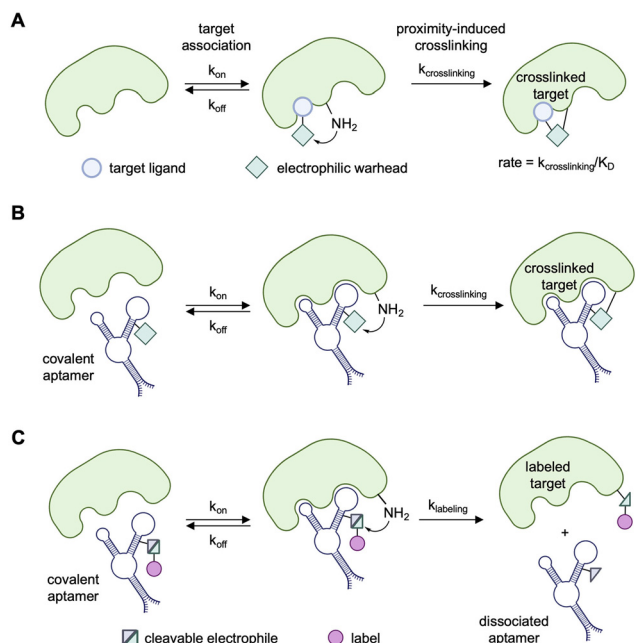 A
target
association
proximity-induced
crosslinking
kon
koff
kcrosslinking
NH2
crosslinked
target
target ligand
electrophilic warhead
rate = kcrosslinking/KD
B
kon
koff
kcrosslinking
NH2
crosslinked
target
covalent
aptamer
C
kon
koff
klabeling
NH2
labeled
target
+
covalent
aptamer
dissociated
aptamer
cleavable electrophile
label